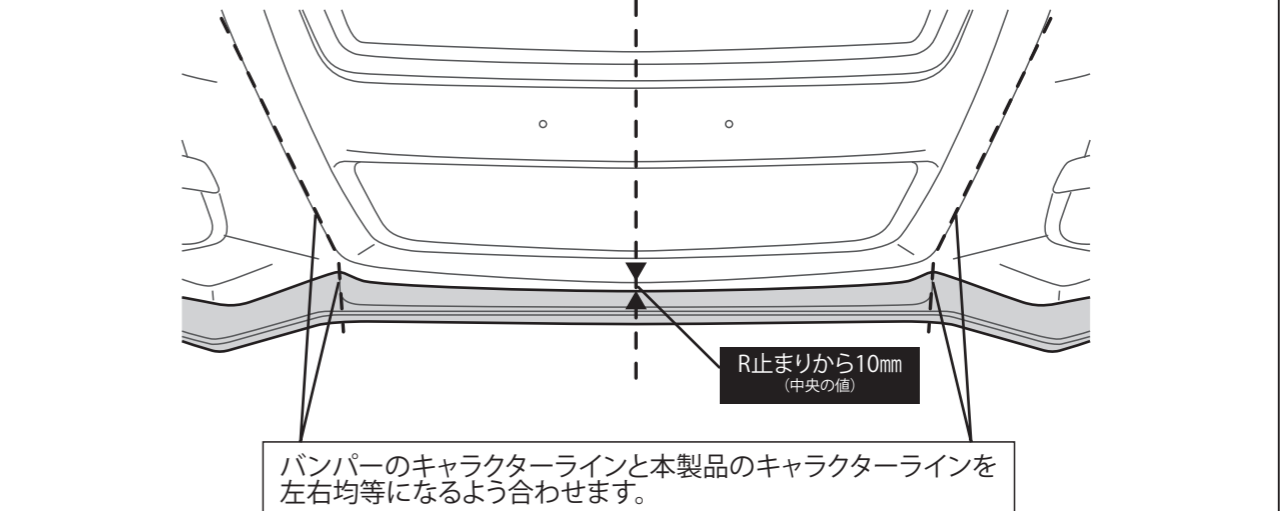 R止まりから10㎜
(中央の値)
バンパーのキャラクターラインと本製品のキャラクターラインを
左右均等になるよう合わせます。